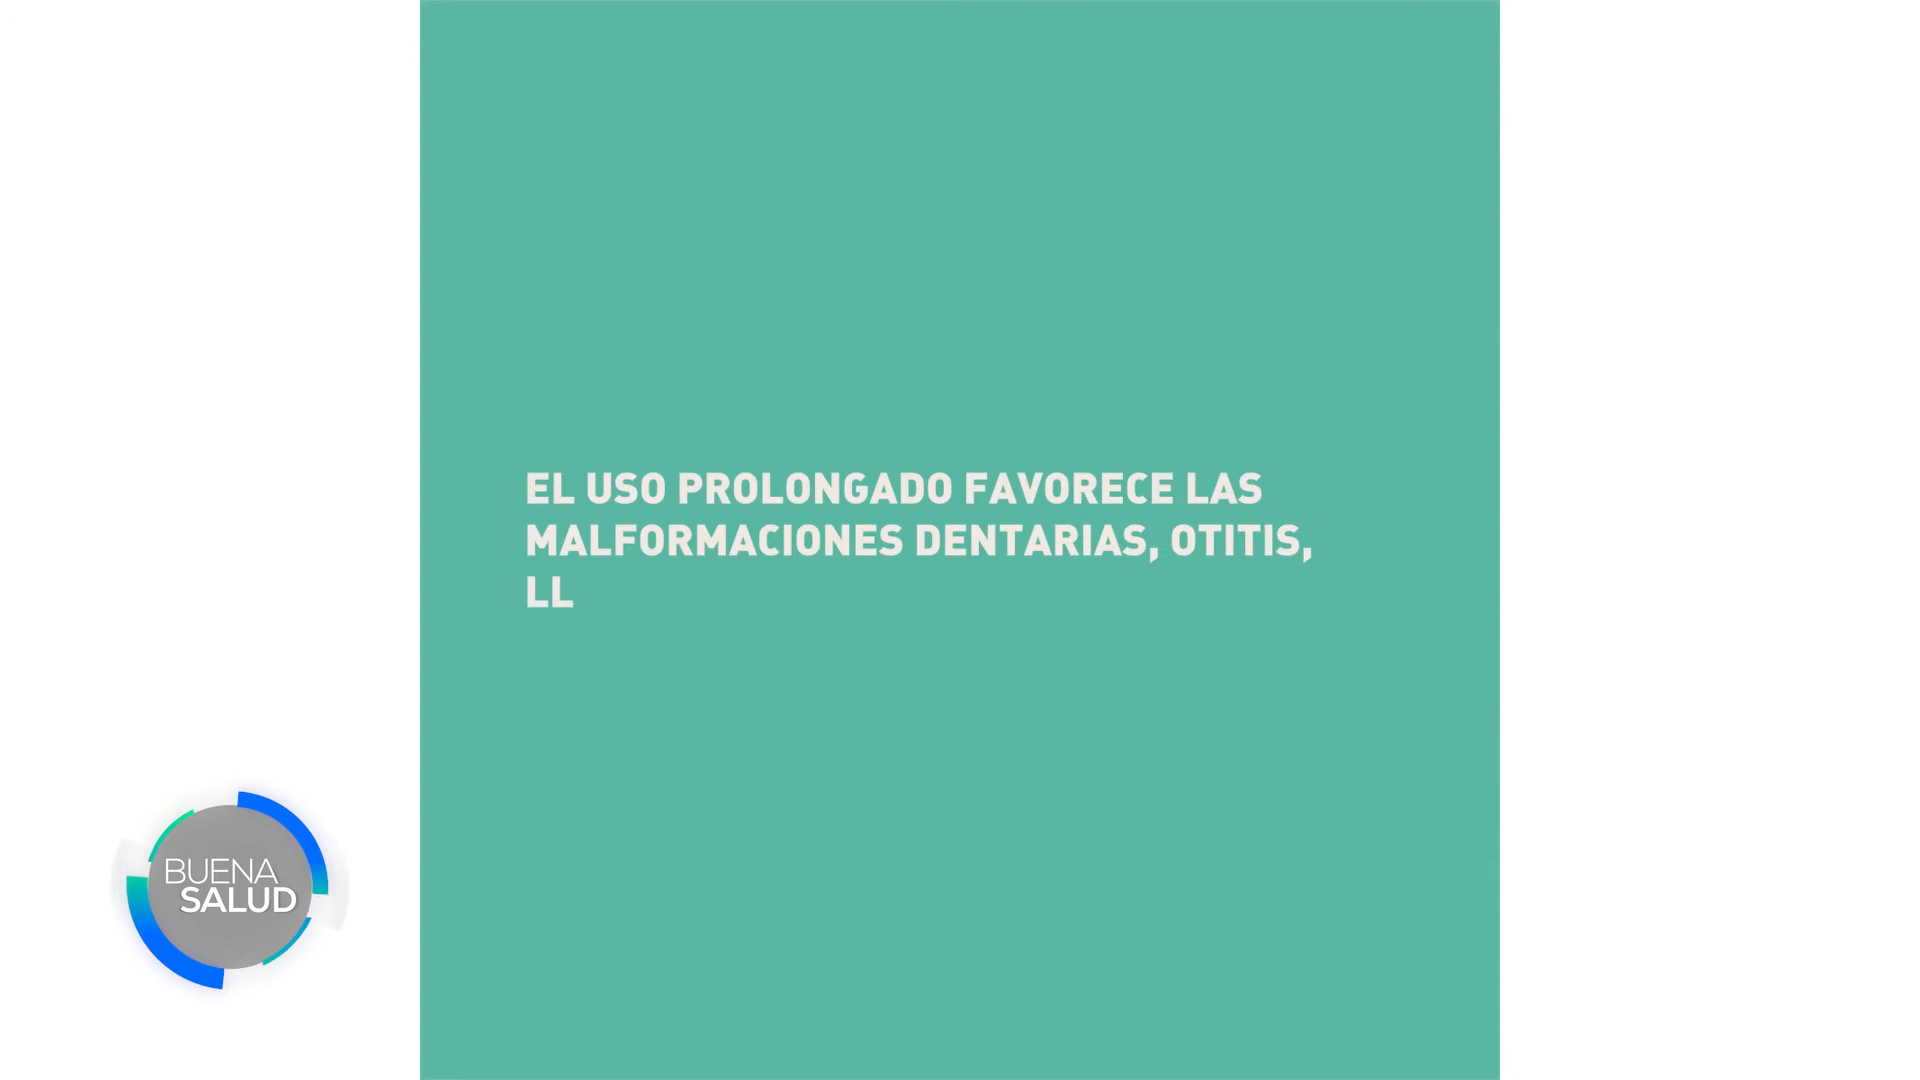 EL USO PROLONGADO FAVORECE LAS
MALFORMACIONES DENTARIAS, OTITIS,
LL
BUENA
SALUD